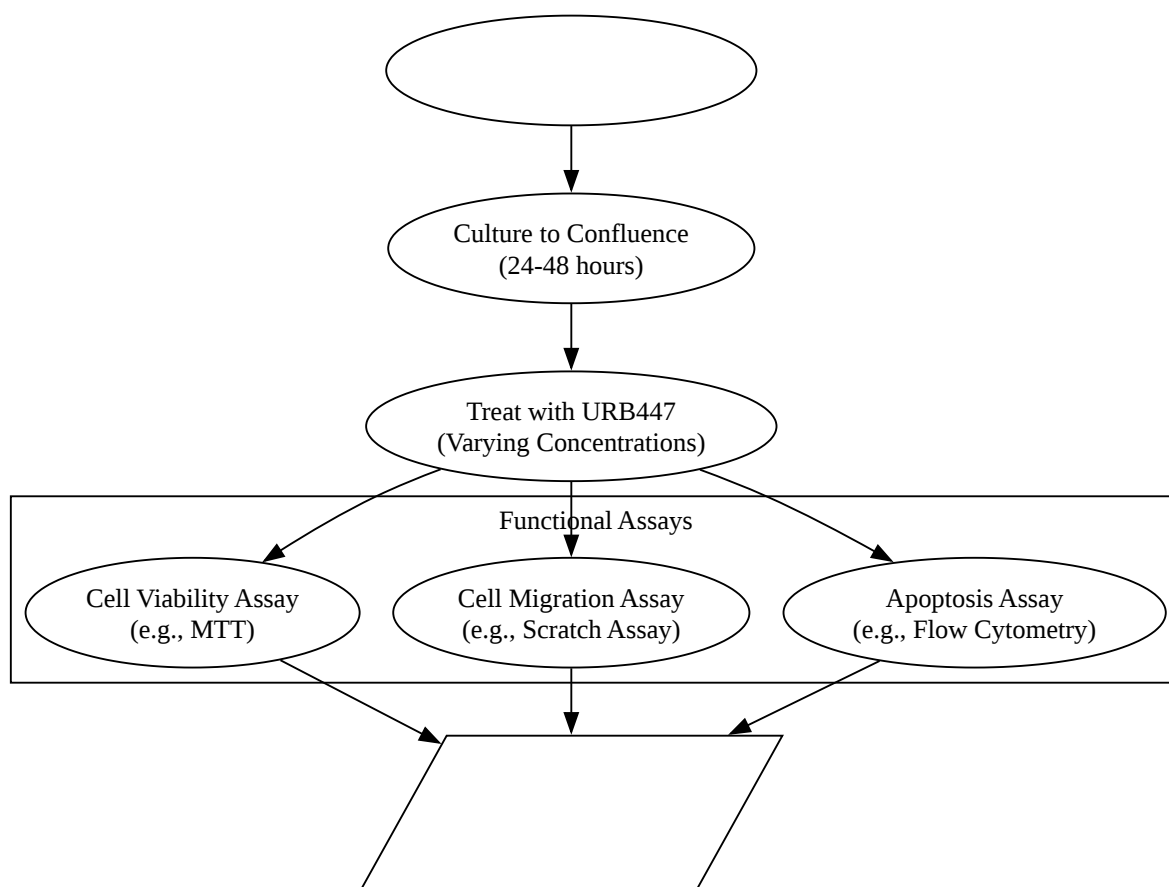 Culture to Confluence
(24-48 hours)
Treat with URB447
(Varying Concentrations)
Functional Assays
Cell Viability Assay
(e.g., MTT)
Cell Migration Assay
(e.g., Scratch Assay)
Apoptosis Assay
(e.g., Flow Cytometry)